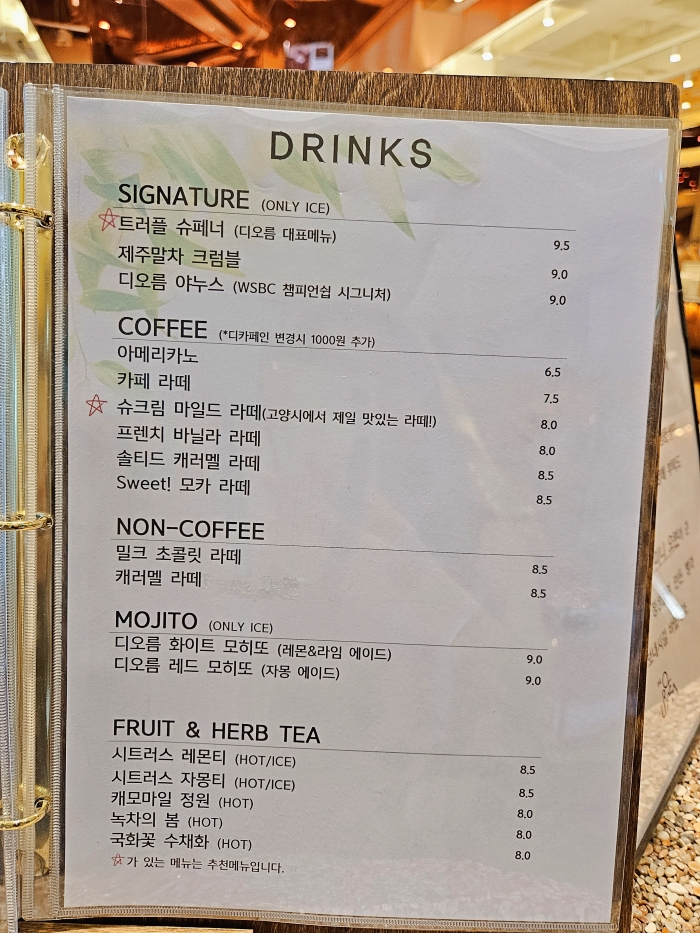 DRINKS
SIGNATURE (ONLY ICE)
☆트러플 슈페너 (디오름 대표메뉴) 9.5
제주말차 크럼블 9.0
디오름 야누스 (WSBC 챔피언쉽 시그니처) 9.0
COFFEE (*디카페인 변경시 1000원 추가)
아메리카노 6.5
카페 라떼 7.5
☆ 슈크림 마일드 라떼(고양시에서 제일 맛있는 라떼!) 8.0
프렌치 바닐라 라떼 8.0
솔티드 캐러멜 라떼 8.5
Sweet! 모카 라떼 8.5
NON-COFFEE
밀크 초콜릿 라떼 8.5
캐러멜 라떼 8.5
MOJITO (ONLY ICE)
디오름 화이트 모히또 (레몬&라임 에이드) 9.0
디오름 레드 모히또 (자몽 에이드) 9.0
FRUIT & HERB TEA
시트러스 레몬티 (HOT/ICE) 8.5
시트러스 자몽티 (HOT/ICE) 8.5
캐모마일 정원 (HOT) 8.0
녹차의 봄 (HOT) 8.0
국화꽃 수채화 (HOT) 8.0
☆가 있는 메뉴는 추천메뉴입니다.